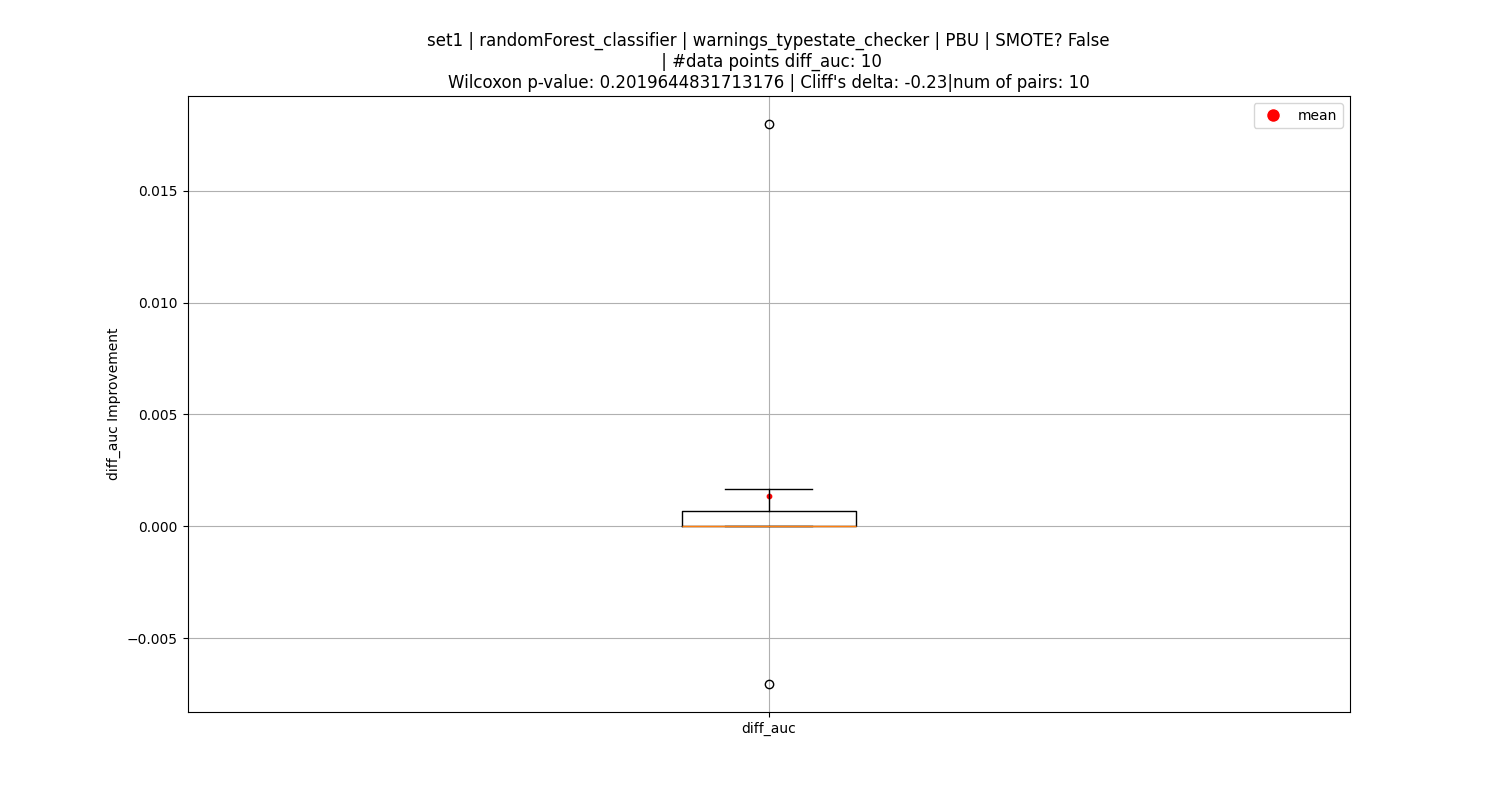 set1 | randomForest_classifier | warnings_typestate_checker | PBU | SMOTE? False
| #data points diff_auc: 10
Wilcoxon p-value: 0.2019644831713176 | Cliff's delta: -0.23|num of pairs: 10
mean
0.015
0.010
0.005
0.000
−0.005
diff_auc Improvement
diff_auc